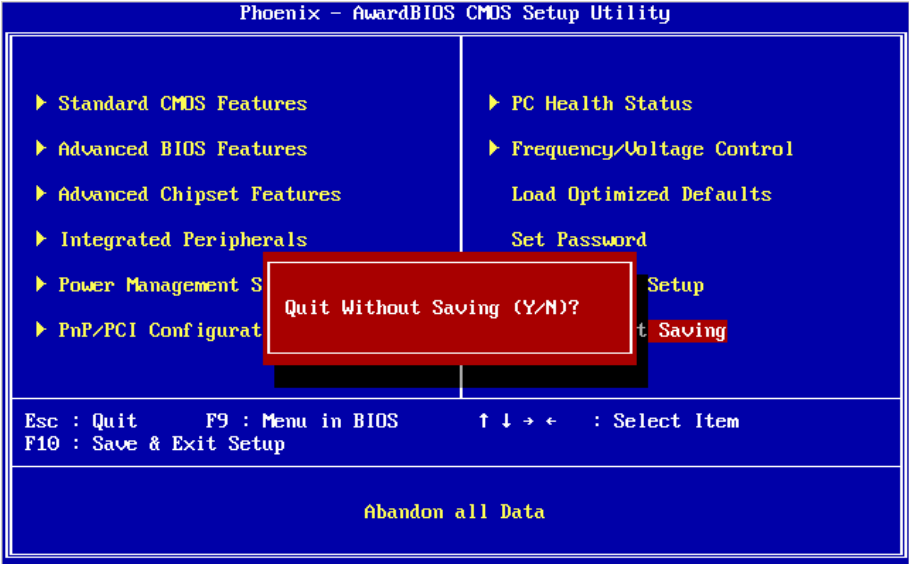 Phoenix - AwardBIOS CMOS Setup Utility
Standard CMOS Features
Advanced BIOS Features
Advanced Chipset Features
Integrated Peripherals
Power Management S
PnP/PCI Configurat
PC Health Status
Frequency/Voltage Control
Load Optimized Defaults
Set Password
Setup
t Saving
Quit Without Saving (Y/N)?
Esc : Quit F9 : Menu in BIOS ↑ ↓ → ← : Select Item
F10 : Save & Exit Setup
Abandon all Data